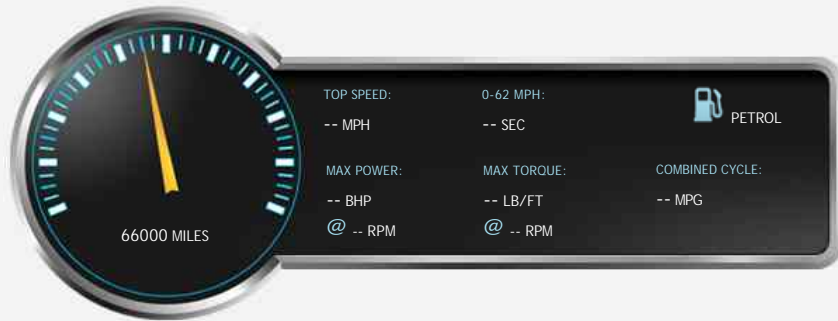 66000 MILES
TOP SPEED:
-- MPH
0-62 MPH:
-- SEC
PETROL
MAX POWER:
-- BHP
@ -- RPM
MAX TORQUE:
-- LB/FT
@ -- RPM
COMBINED CYCLE:
-- MPG